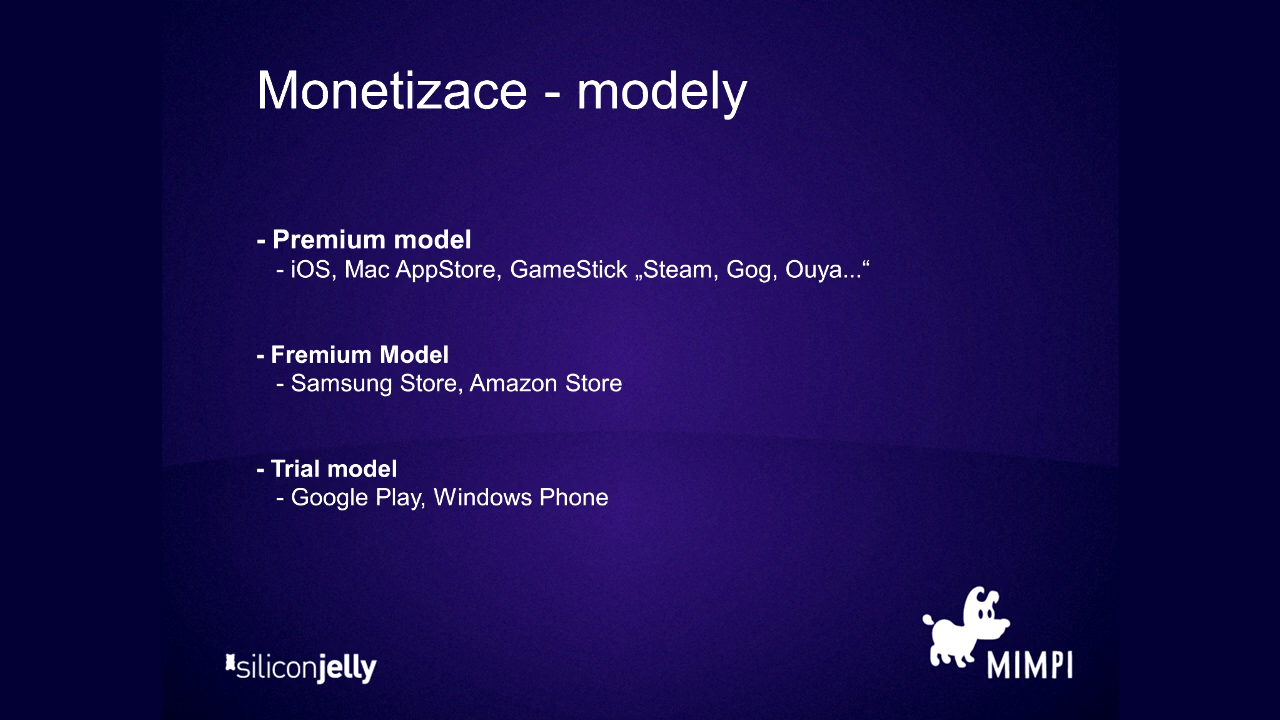 Monetizace - modely
- Premium model
- iOS, Mac AppStore, GameStick „Steam, Gog, Ouya...“
- Fremium Model
- Samsung Store, Amazon Store
- Trial model
- Google Play, Windows Phone
siliconjelly
MIMPI